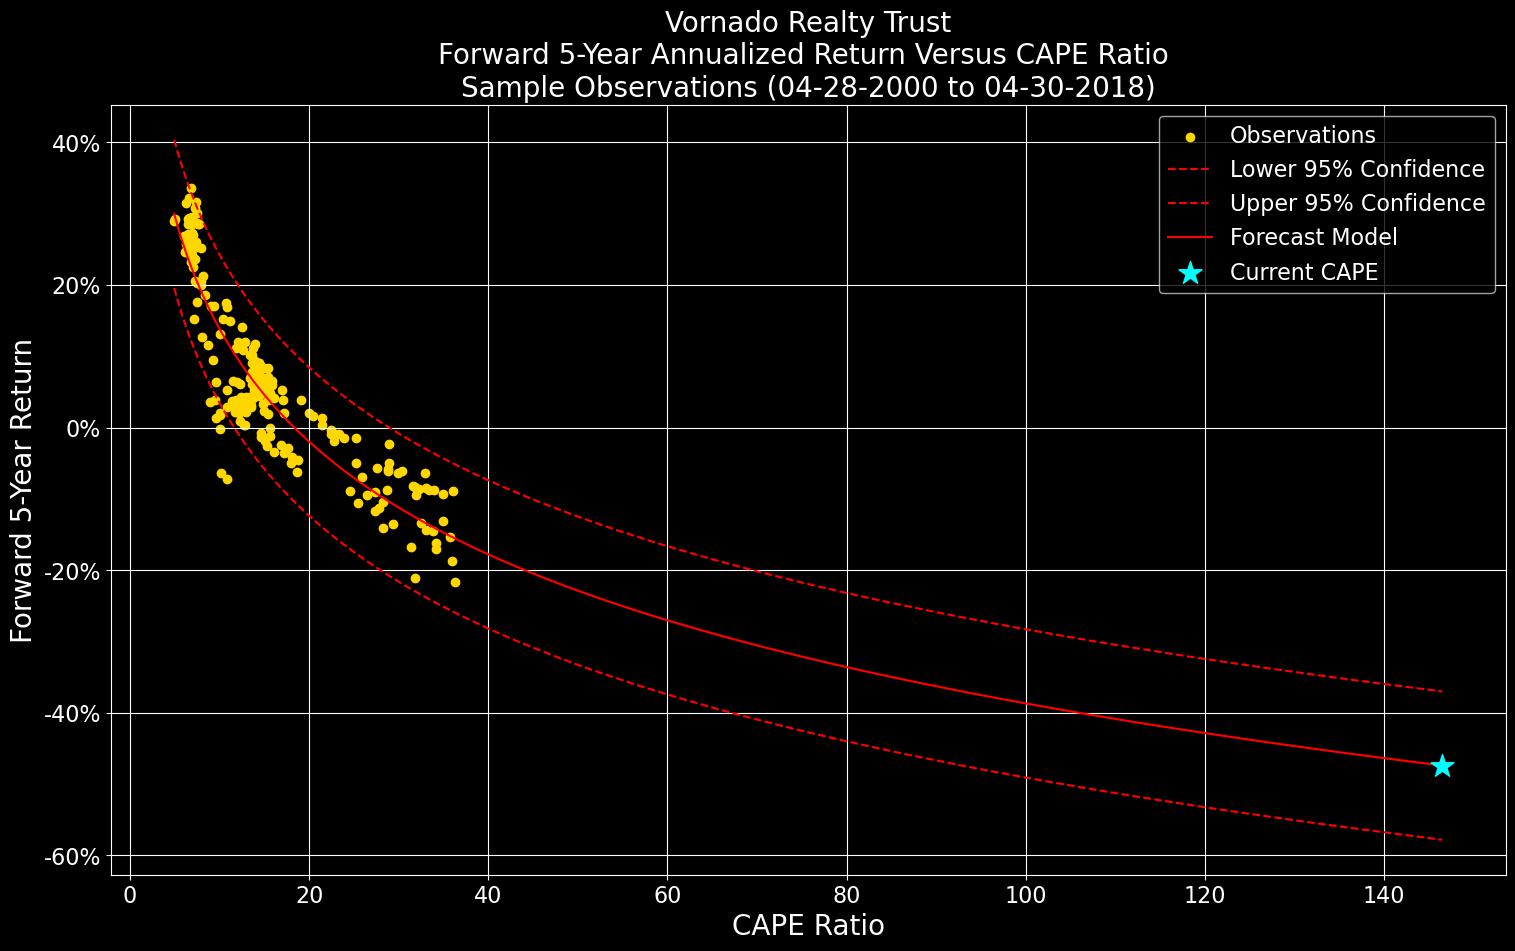 Vornado Realty Trust
Forward 5-Year Annualized Return Versus CAPE Ratio
Sample Observations (04-28-2000 to 04-30-2018)
Observations
Lower 95% Confidence
Upper 95% Confidence
Forecast Model
Current CAPE
Forward 5-Year Return
40%
20%
0%
-20%
-40%
-60%
0 20 40 60 80 100 120 140
CAPE Ratio